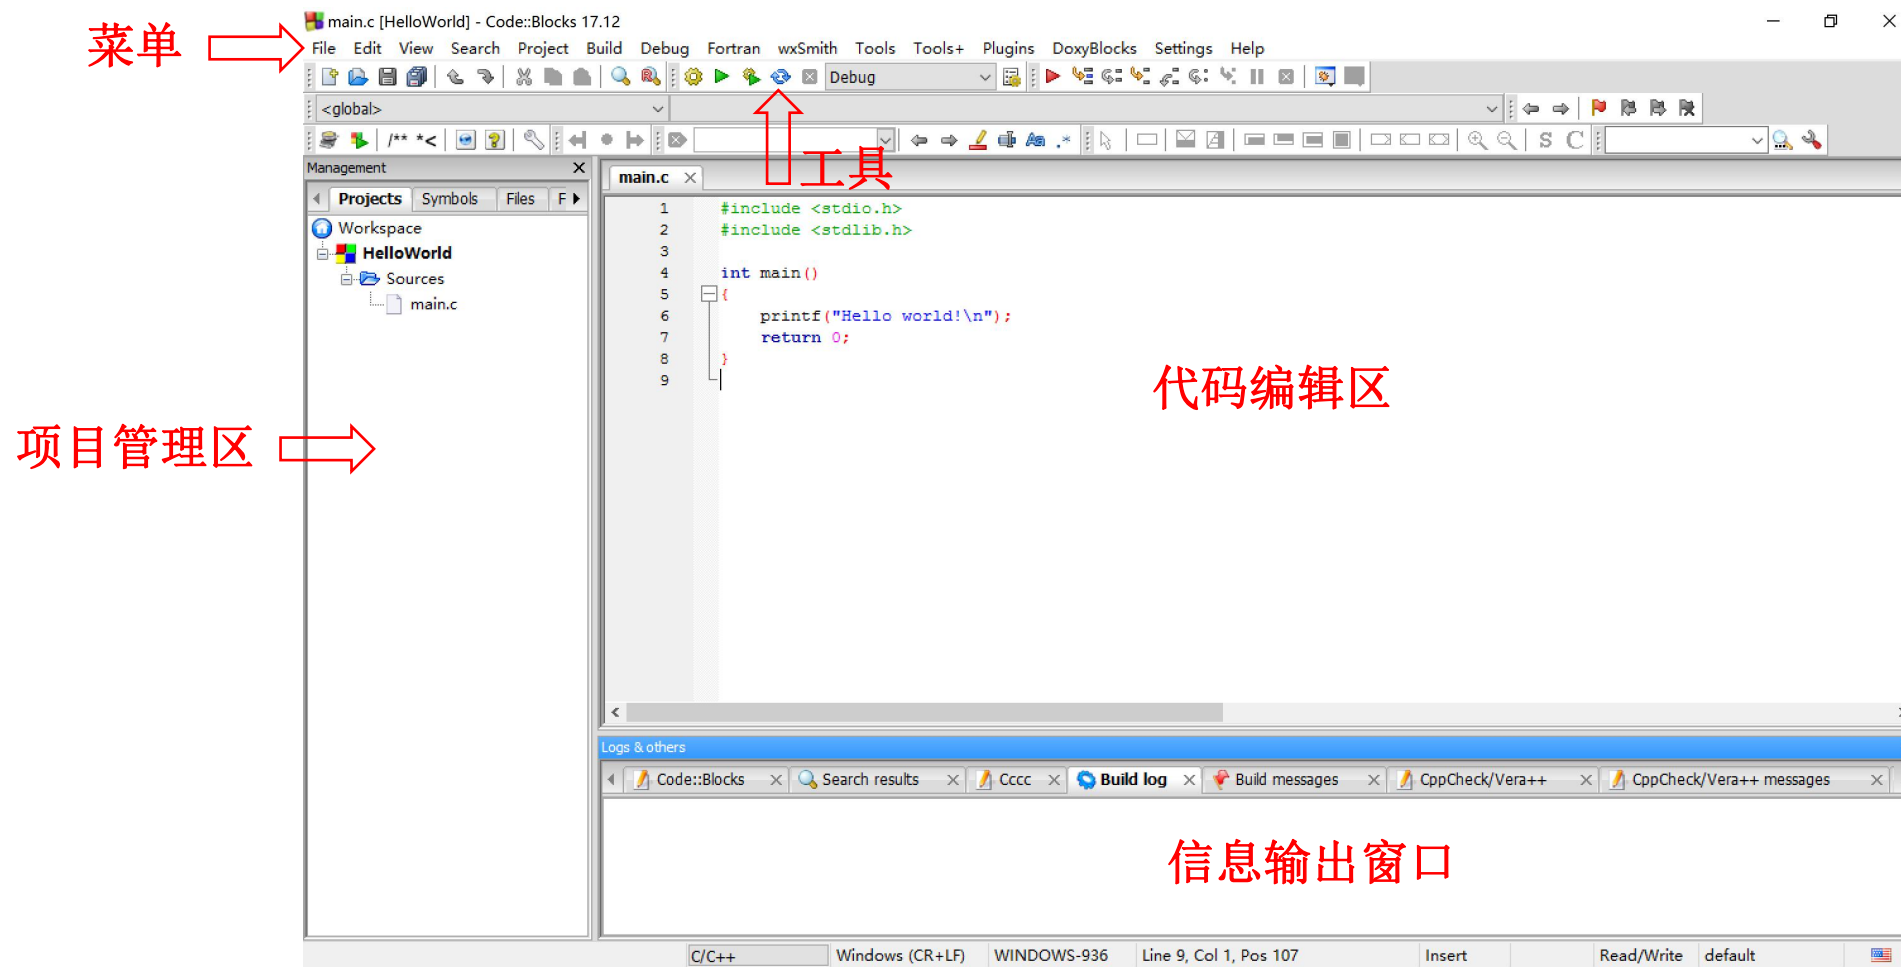 main.c [HelloWorld] - Code::Blocks 17.12
菜单
File Edit View Search Project Build Debug Fortran wxSmith Tools Tools+ Plugins DoxyBlocks Settings Help
Debug
<global>
/** *<
Aa .*
S C
工具
Management
main.c
Projects Symbols Files F
Workspace
HelloWorld
Sources
main.c
1 #include <stdio.h>
2 #include <stdlib.h>
3
4 int main()
5 {
6 printf("Hello world!\n");
7 return 0;
8 }
9
代码编辑区
项目管理区
Logs & others
Code::Blocks Search results Cccc Build log Build messages CppCheck/Vera++ CppCheck/Vera++ messages
信息输出窗口
C/C++ Windows (CR+LF) WINDOWS-936 Line 9, Col 1, Pos 107 Insert Read/Write default